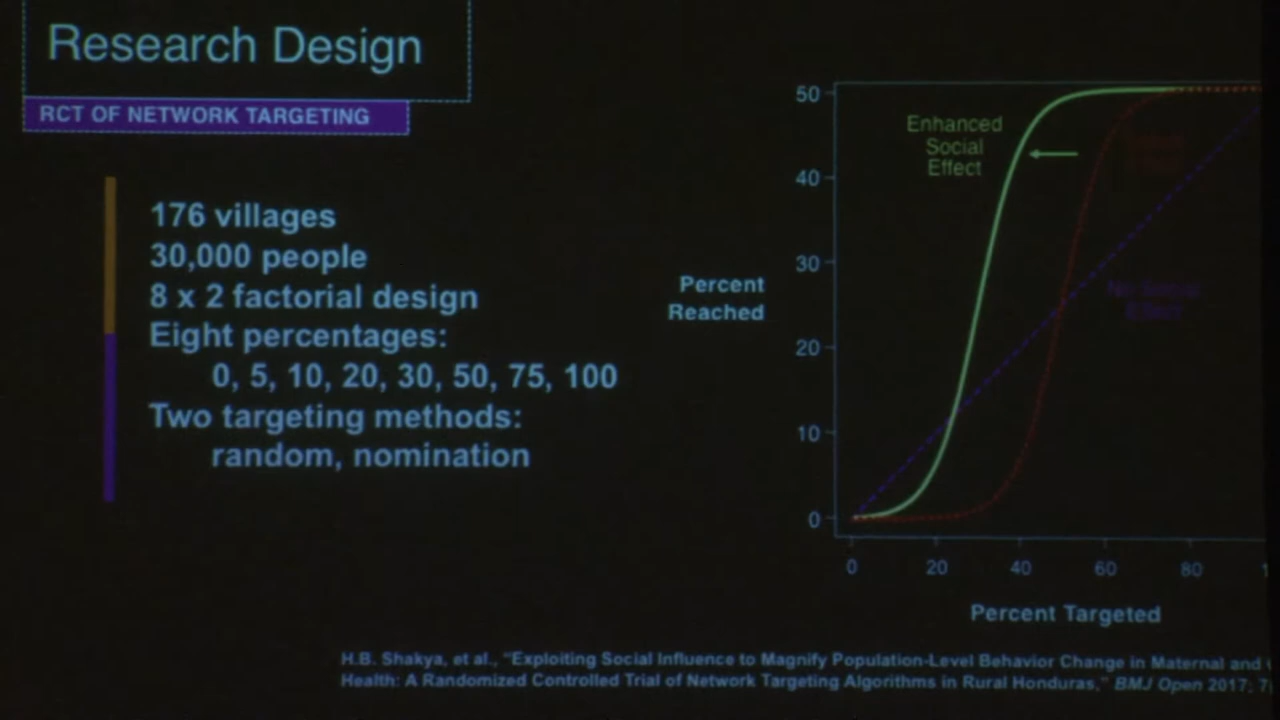 Research Design
RCT OF NETWORK TARGETING
176 villages
30,000 people
8 x 2 factorial design
Eight percentages:
0, 5, 10, 20, 30, 50, 75, 100
Two targeting methods:
random, nomination
Percent
Reached
50
40
30
20
10
0
Enhanced
Social
Effect
No Social
Effect
0 20 40 60 80
Percent Targeted
H.B. Shakya, et al., "Exploiting Social Influence to Magnify Population-Level Behavior Change in Maternal and
Health: A Randomized Controlled Trial of Network Targeting Algorithms in Rural Honduras," BMJ Open 2017; 7